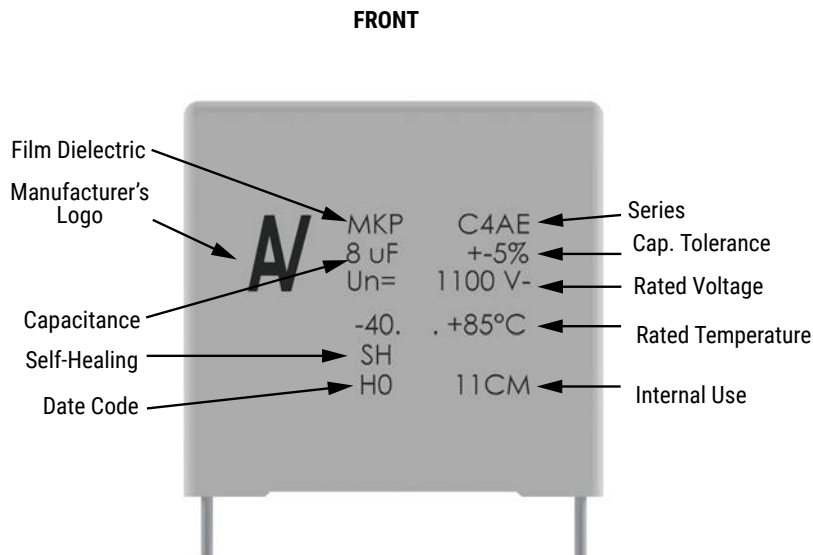 FRONT
Film Dielectric
Manufacturer's
Logo
Capacitance
Self-Healing
Date Code
AV
MKP C4AE
8 uF +-5%
Un= 1100 V-
-40. . +85°C
SH
H0 11CM
Series
Cap. Tolerance
Rated Voltage
Rated Temperature
Internal Use